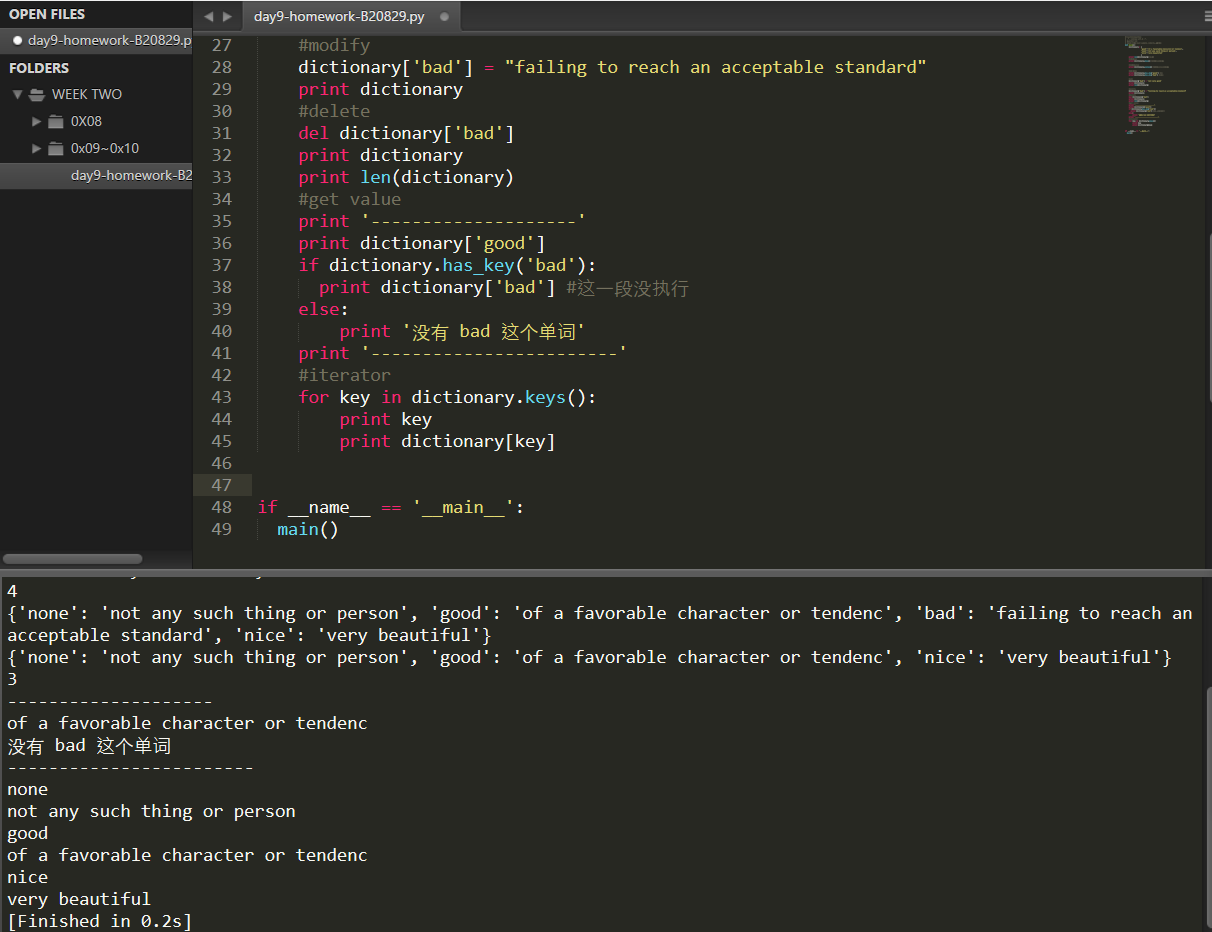 OPEN FILES
day9-homework-B20829.p
FOLDERS
WEEK TWO
0X08
0x09~0x10
day9-homework-B2
day9-homework-B20829.py
27 #modify
28 dictionary['bad'] = "failing to reach an acceptable standard"
29 print dictionary
30 #delete
31 del dictionary['bad']
32 print dictionary
33 print len(dictionary)
34 #get value
35 print '--------------------'
36 print dictionary['good']
37 if dictionary.has_key('bad'):
38 print dictionary['bad'] #这一段没执行
39 else:
40 print '没有 bad 这个单词'
41 print '------------------------'
42 #iterator
43 for key in dictionary.keys():
44 print key
45 print dictionary[key]
46
47
48 if __name__ == '__main__':
49 main()
4
{'none': 'not any such thing or person', 'good': 'of a favorable character or tendenc', 'bad': 'failing to reach an
acceptable standard', 'nice': 'very beautiful'}
{'none': 'not any such thing or person', 'good': 'of a favorable character or tendenc', 'nice': 'very beautiful'}
3
--------------------
of a favorable character or tendenc
没有 bad 这个单词
------------------------
none
not any such thing or person
good
of a favorable character or tendenc
nice
very beautiful
[Finished in 0.2s]